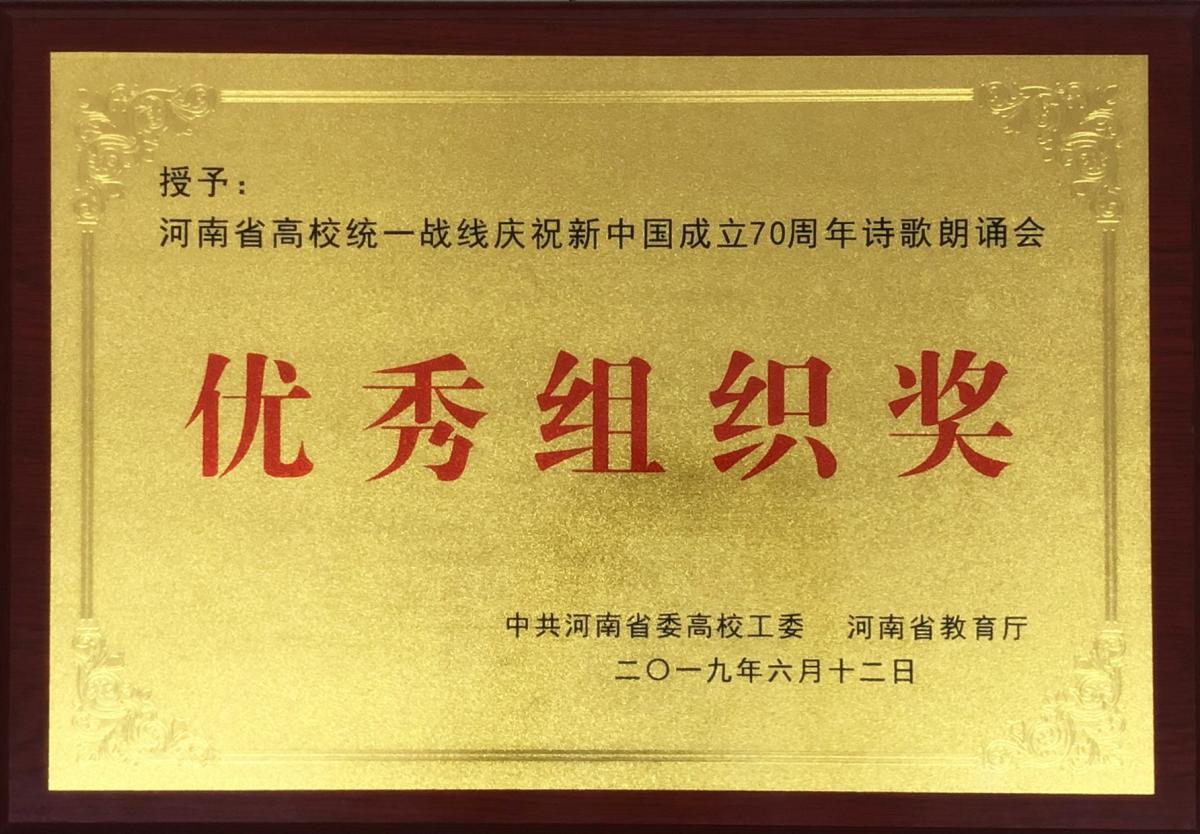 授予：
河南省高校统一战线庆祝新中国成立70周年诗歌朗诵会
优秀组织奖
中共河南省委高校工委 河南省教育厅
二〇一九年六月十二日